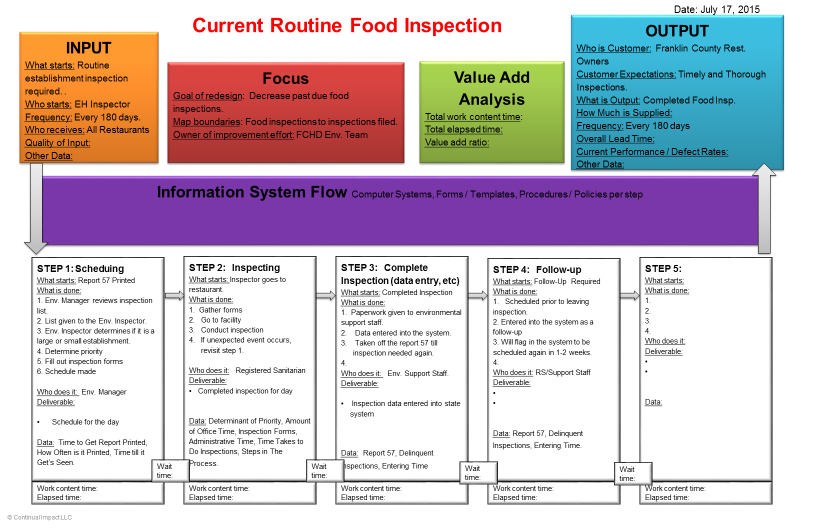 Date: July 17, 2015
Current Routine Food Inspection
INPUT
What starts: Routine
establishment inspection
required. .
Who starts: EH Inspector
Frequency: Every 180 days.
Who receives: All Restaurants
Quality of Input:
Other Data:
Focus
Goal of redesign: Decrease past due food
inspections.
Map boundaries: Food inspections to inspections filed.
Owner of improvement effort: FCHD Env. Team
Value Add
Analysis
Total work content time:
Total elapsed time:
Value add ratio:
OUTPUT
Who is Customer: Franklin County Rest.
Owners
Customer Expectations: Timely and Thorough
Inspections.
What is Output: Completed Food Insp.
How Much is Supplied:
Frequency: Every 180 days
Overall Lead Time:
Current Performance / Defect Rates:
Other Data:
Information System Flow Computer Systems, Forms / Templates, Procedures / Policies per step
STEP 1: Scheduling
What starts: Report 57 Printed
What is done:
1. Env. Manager reviews inspection
list.
2. List given to the Env. Inspector.
3. Env. Inspector determines if it is a
large or small establishment.
4. Determine priority
5. Fill out inspection forms
6. Schedule made
Who does it: Env. Manager
Deliverable:
• Schedule for the day
Data: Time to Get Report Printed,
How Often is it Printed, Time till it
Get's Seen.
Wait
time:
Work content time:
Elapsed time:
STEP 2: Inspecting
What starts: Inspector goes to
restaurant
What is done:
1. Gather forms
2. Go to facility
3. Conduct inspection
4. If unexpected event occurs,
revisit step 1.
Who does it: Registered Sanitarian
Deliverable:
• Completed inspection for day
Data: Determinant of Priority, Amount
of Office Time, Inspection Forms,
Administrative Time, Time Takes to
Do Inspections, Steps in The
Process.
Wait
time:
Work content time:
Elapsed time:
STEP 3: Complete
Inspection (data entry, etc)
What starts: Completed Inspection
What is done:
1. Paperwork given to environmental
support staff.
2. Data entered into the system.
3. Taken off the report 57 till
inspection needed again.
4.
Who does it: Env. Support Staff.
Deliverable:
• Inspection data entered into state
system
Data: Report 57, Delinquent
Inspections, Entering Time
Wait
time:
Work content time:
Elapsed time:
STEP 4: Follow-up
What starts: Follow-Up Required
What is done:
1. Scheduled prior to leaving
inspection.
2. Entered into the system as a
follow-up
3. Will flag in the system to be
scheduled again in 1-2 weeks.
4.
Who does it: RS/Support Staff
Deliverable:
•
•
Data: Report 57, Delinquent
Inspections, Entering Time.
Wait
time:
Work content time:
Elapsed time:
STEP 5:
What starts:
What is done:
1.
2.
3.
4.
Who does it:
Deliverable:
•
•
Data:
Work content time:
Elapsed time:
© Continual Impact LLC